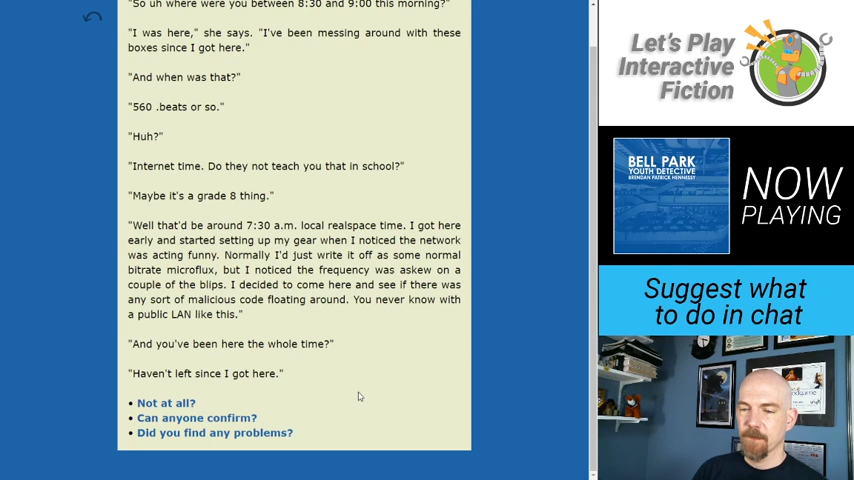 "So uh where were you between 8:30 and 9:00 this morning?"
"I was here," she says. "I've been messing around with these
boxes since I got here."
"And when was that?"
"560 .beats or so."
"Huh?"
"Internet time. Do they not teach you that in school?"
"Maybe it's a grade 8 thing."
"Well that'd be around 7:30 a.m. local realspace time. I got here
early and started setting up my gear when I noticed the network
was acting funny. Normally I'd just write it off as some normal
bitrate microflux, but I noticed the frequency was askew on a
couple of the blips. I decided to come here and see if there was
any sort of malicious code floating around. You never know with
a public LAN like this."
"And you've been here the whole time?"
"Haven't left since I got here."
• Not at all?
• Can anyone confirm?
• Did you find any problems?
Let's Play
Interactive
Fiction
BELL PARK
YOUTH DETECTIVE
BRENDAN PATRICK HENNESSY
NOW
PLAYING
Suggest what
to do in chat